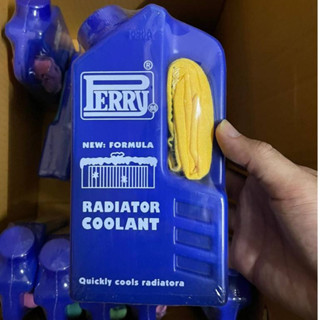 PERRY ®
NEW: FORMULA
RADIATOR
COOLANT
Quickly cools radiatora